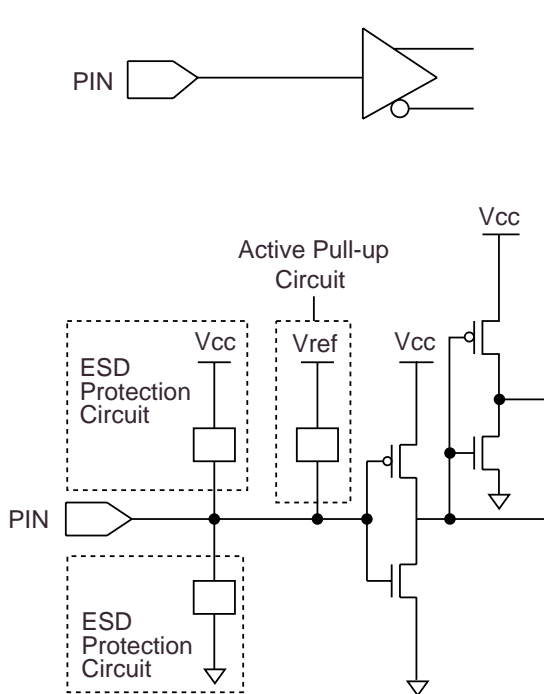 PIN
Vcc
Active Pull-up
Circuit
Vcc
Vref
Vcc
ESD
Protection
Circuit
PIN
ESD
Protection
Circuit